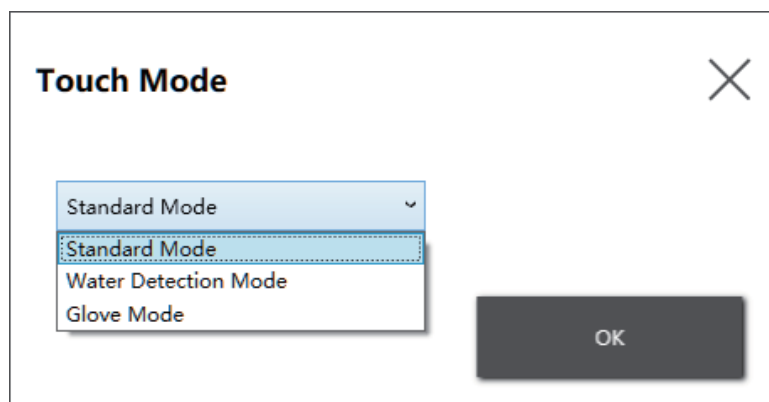 Touch Mode
Standard Mode
Standard Mode
Water Detection Mode
Glove Mode
OK